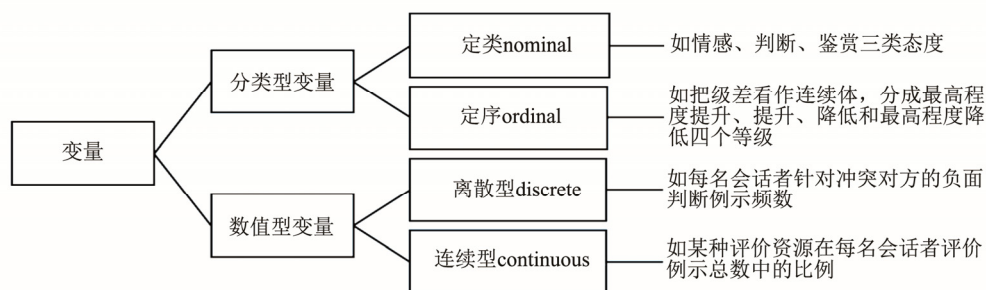 定类nominal
如情感、判断、鉴赏三类态度
分类型变量
定序ordinal
如把级差看作连续体，分成最高程
度提升、提升、降低和最高程度降
低四个等级
变量
离散型discrete
如每名会话者针对冲突对方的负面
判断例示频数
数值型变量
连续型continuous
如某种评价资源在每名会话者评价
例示总数中的比例